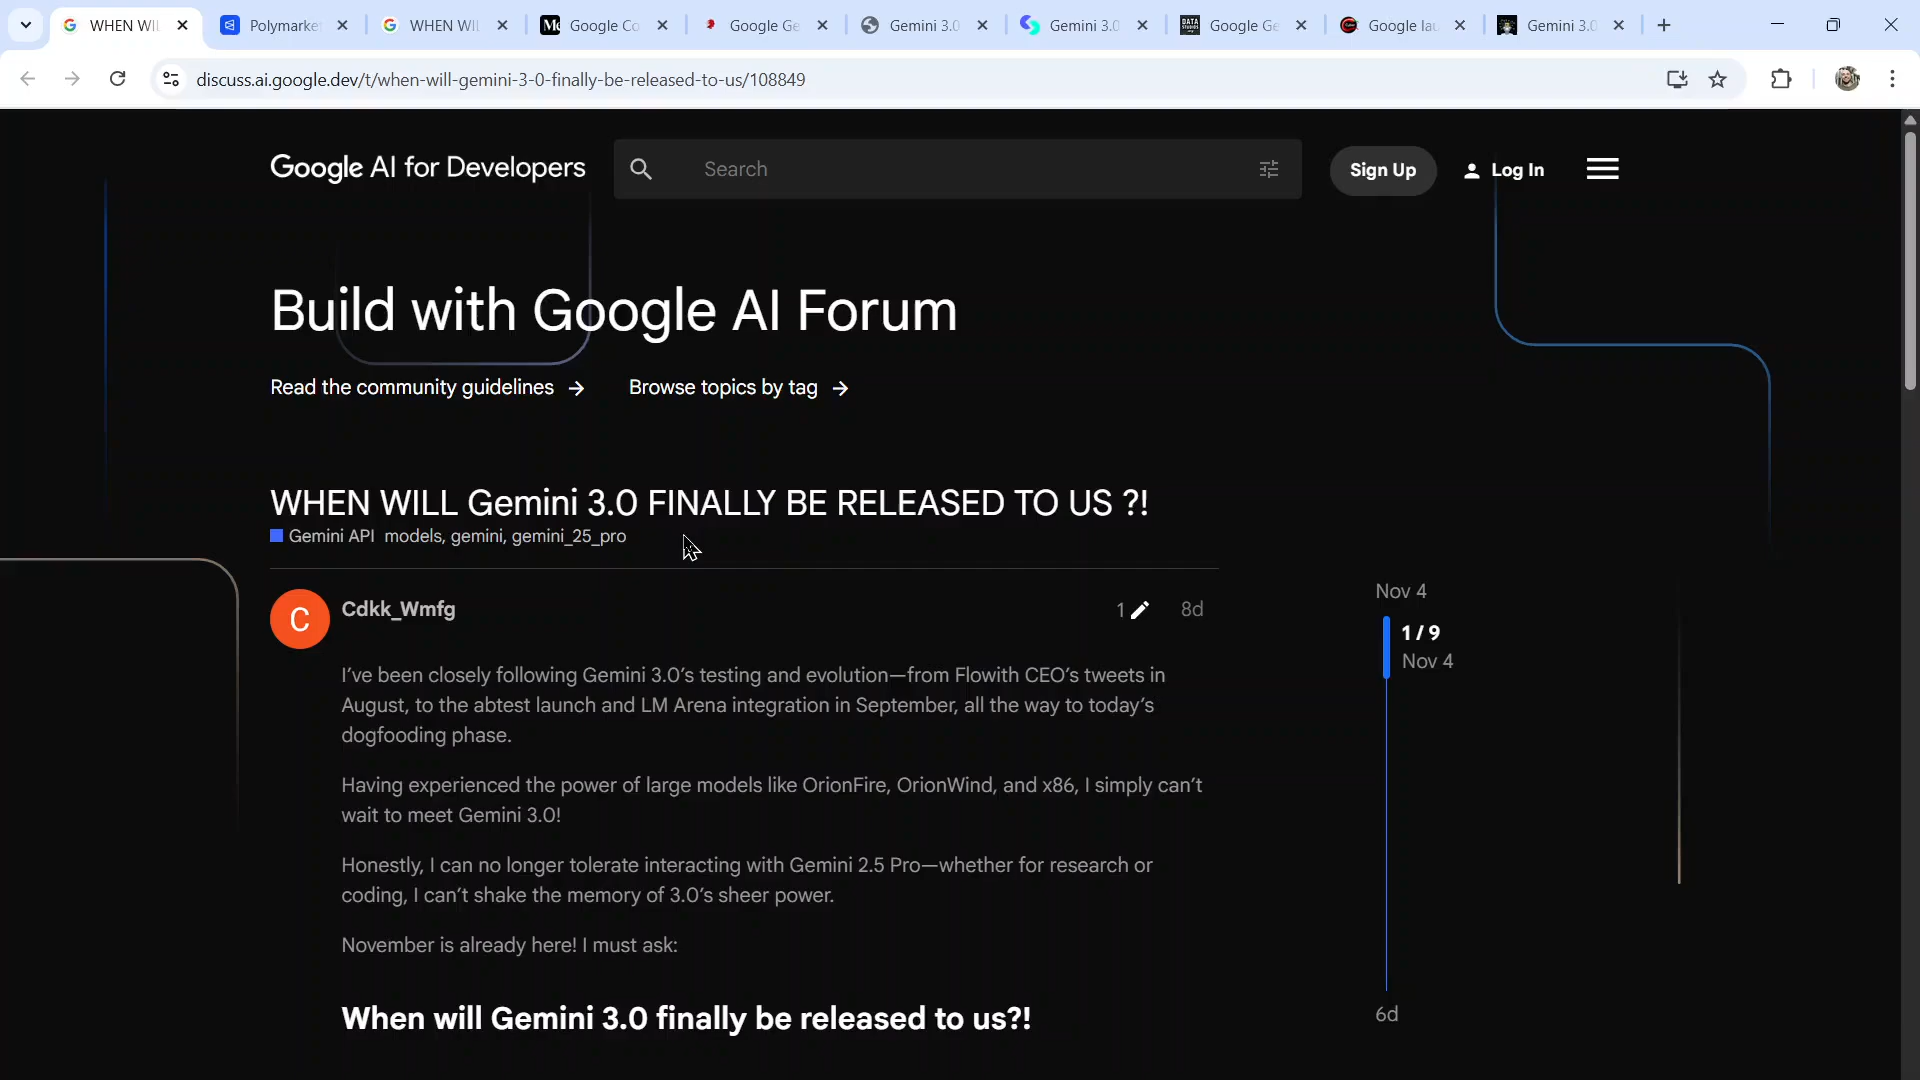 WHEN WIL
Polymarke
WHEN WIL
Google Co
Google Ge
Gemini 3.0
Gemini 3.0
Google Ge
Google lau
Gemini 3.0
discuss.ai.google.dev/t/when-will-gemini-3-0-finally-be-released-to-us/108849
Google AI for Developers
Search
Sign Up
Log In
Build with Google AI Forum
Read the community guidelines →
Browse topics by tag →
WHEN WILL Gemini 3.0 FINALLY BE RELEASED TO US ?!
Gemini API models, gemini, gemini_25_pro
C
Cdkk_Wmfg
1
8d
I've been closely following Gemini 3.0's testing and evolution—from Flowith CEO's tweets in
August, to the abtest launch and LM Arena integration in September, all the way to today's
dogfooding phase.
Having experienced the power of large models like OrionFire, OrionWind, and x86, I simply can't
wait to meet Gemini 3.0!
Honestly, I can no longer tolerate interacting with Gemini 2.5 Pro—whether for research or
coding, I can't shake the memory of 3.0's sheer power.
November is already here! I must ask:
When will Gemini 3.0 finally be released to us?!
Nov 4
1 / 9
Nov 4
6d